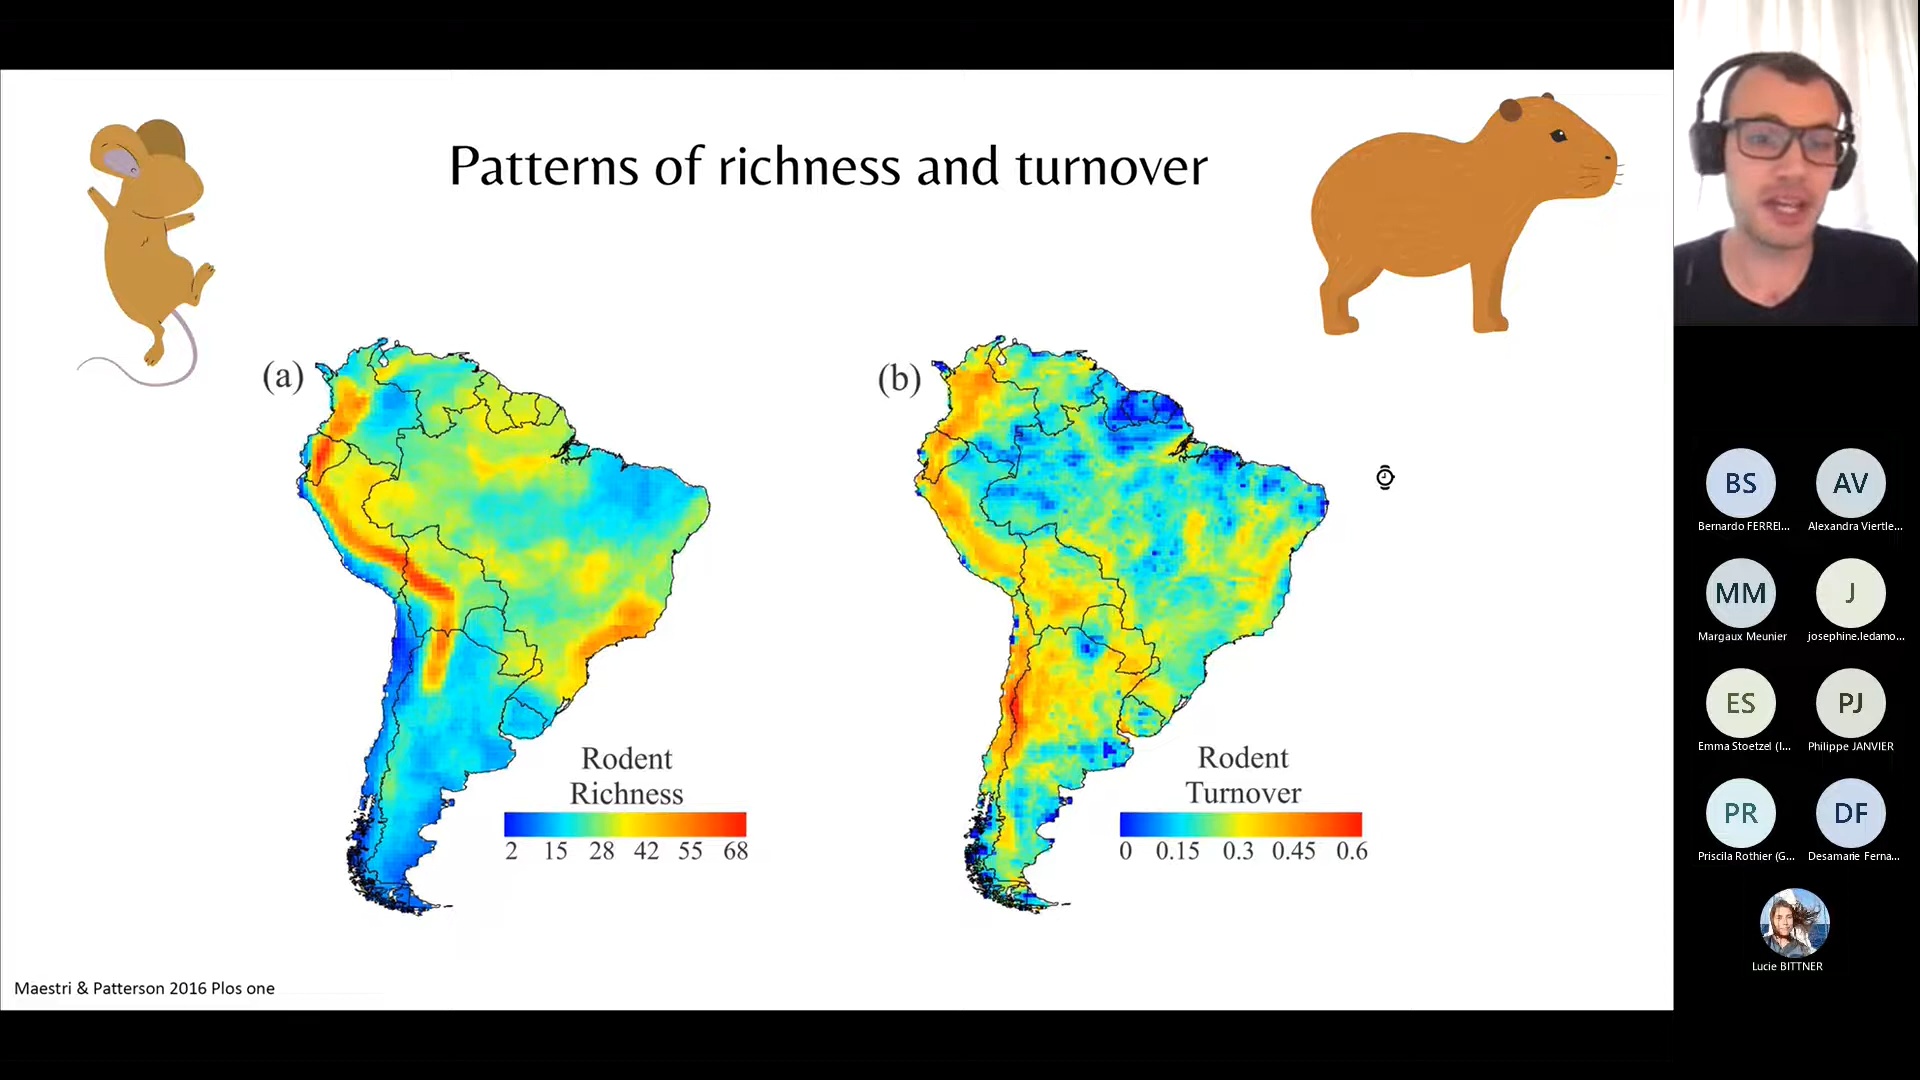 Patterns of richness and turnover
(a)
Rodent
Richness
2 15 28 42 55 68
(b)
Rodent
Turnover
0 0.15 0.3 0.45 0.6
Maestri & Patterson 2016 Plos one
BS
Bernardo FERREI...
AV
Alexandra Viertle...
MM
Margaux Meunier
J
josephine.ledamo...
ES
Emma Stoetzel (I...
PJ
Philippe JANVIER
PR
Priscila Rothier (G...
DF
Desamarie Ferna...
Lucie BITTNER